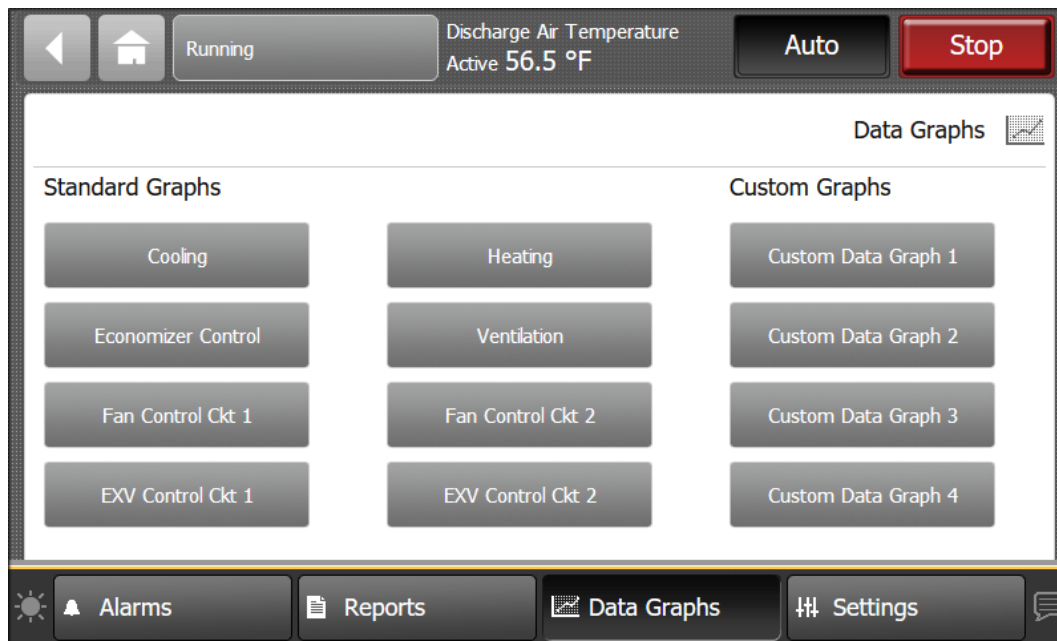 Running
Discharge Air Temperature
Active 56.5 °F
Auto
Stop
Data Graphs
Standard Graphs
Custom Graphs
Cooling
Heating
Custom Data Graph 1
Economizer Control
Ventilation
Custom Data Graph 2
Fan Control Ckt 1
Fan Control Ckt 2
Custom Data Graph 3
EXV Control Ckt 1
EXV Control Ckt 2
Custom Data Graph 4
Alarms
Reports
Data Graphs
Settings